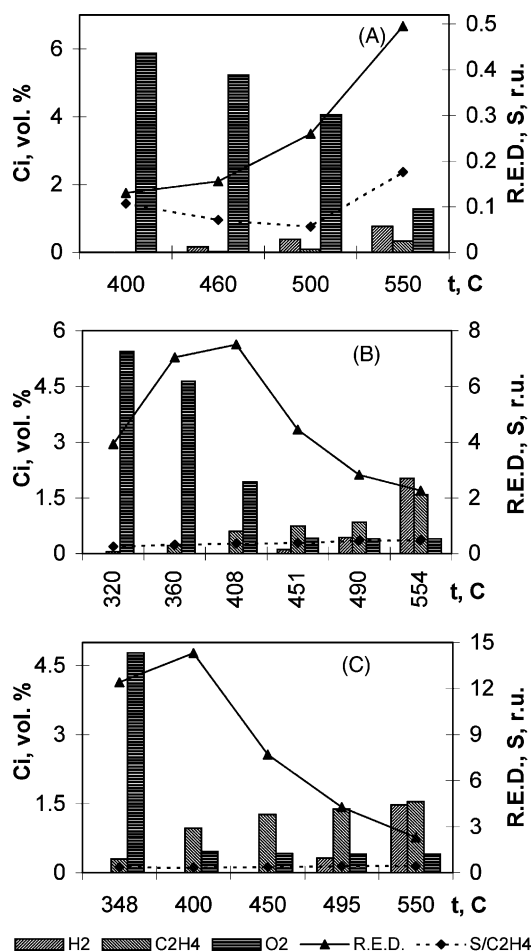 (A)
Ci, vol. %
6
4
2
0
0.5
0.4
0.3
0.2
0.1
0
R.E.D., S, r.u.
400 460 500 550 t, C
(B)
Ci, vol. %
6
4.5
3
1.5
0
8
6
4
2
0
R.E.D., S, r.u.
320 360 408 451 490 554 t, C
(C)
Ci, vol. %
4.5
3
1.5
0
15
12
9
6
3
0
R.E.D., S, r.u.
348 400 450 495 550 t, C
H2 C2H4 O2 R.E.D. S/C2H4